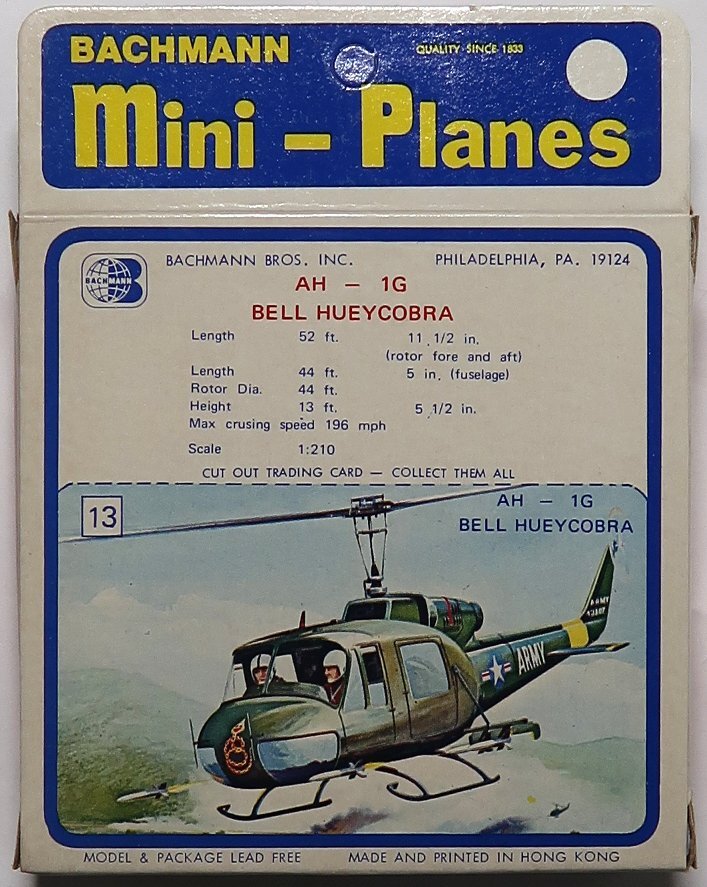 BACHMANN
QUALITY SINCE 1833
Mini - Planes
BACHMANN
BACHMANN BROS. INC. PHILADELPHIA, PA. 19124
AH - 1G
BELL HUEYCOBRA
Length 52 ft. 11 1/2 in.
(rotor fore and aft)
Length 44 ft. 5 in. (fuselage)
Rotor Dia. 44 ft.
Height 13 ft. 5 1/2 in.
Max crusing speed 196 mph
Scale 1:210
CUT OUT TRADING CARD — COLLECT THEM ALL
13
AH - 1G
BELL HUEYCOBRA
ARMY
ARMY
MODEL & PACKAGE LEAD FREE MADE AND PRINTED IN HONG KONG